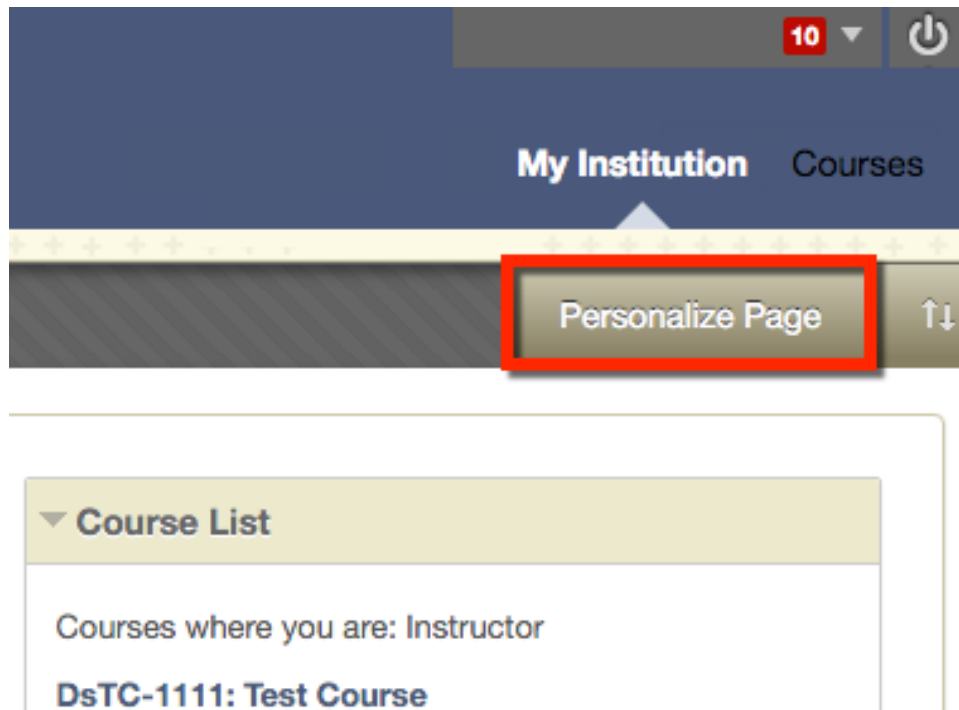 10
My Institution Courses
Personalize Page
Course List
Courses where you are: Instructor
DsTC-1111: Test Course